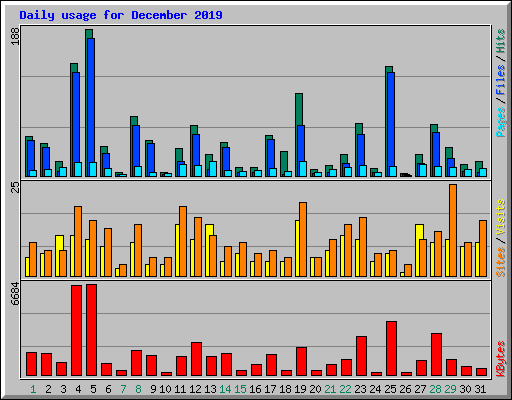 Daily usage for December 2019
188
Pages / Files / Hits
25
Sites / Visits
6684
KBytes
1 2 3 4 5 6 7 8 9 10 11 12 13 14 15 16 17 18 19 20 21 22 23 24 25 26 27 28 29 30 31